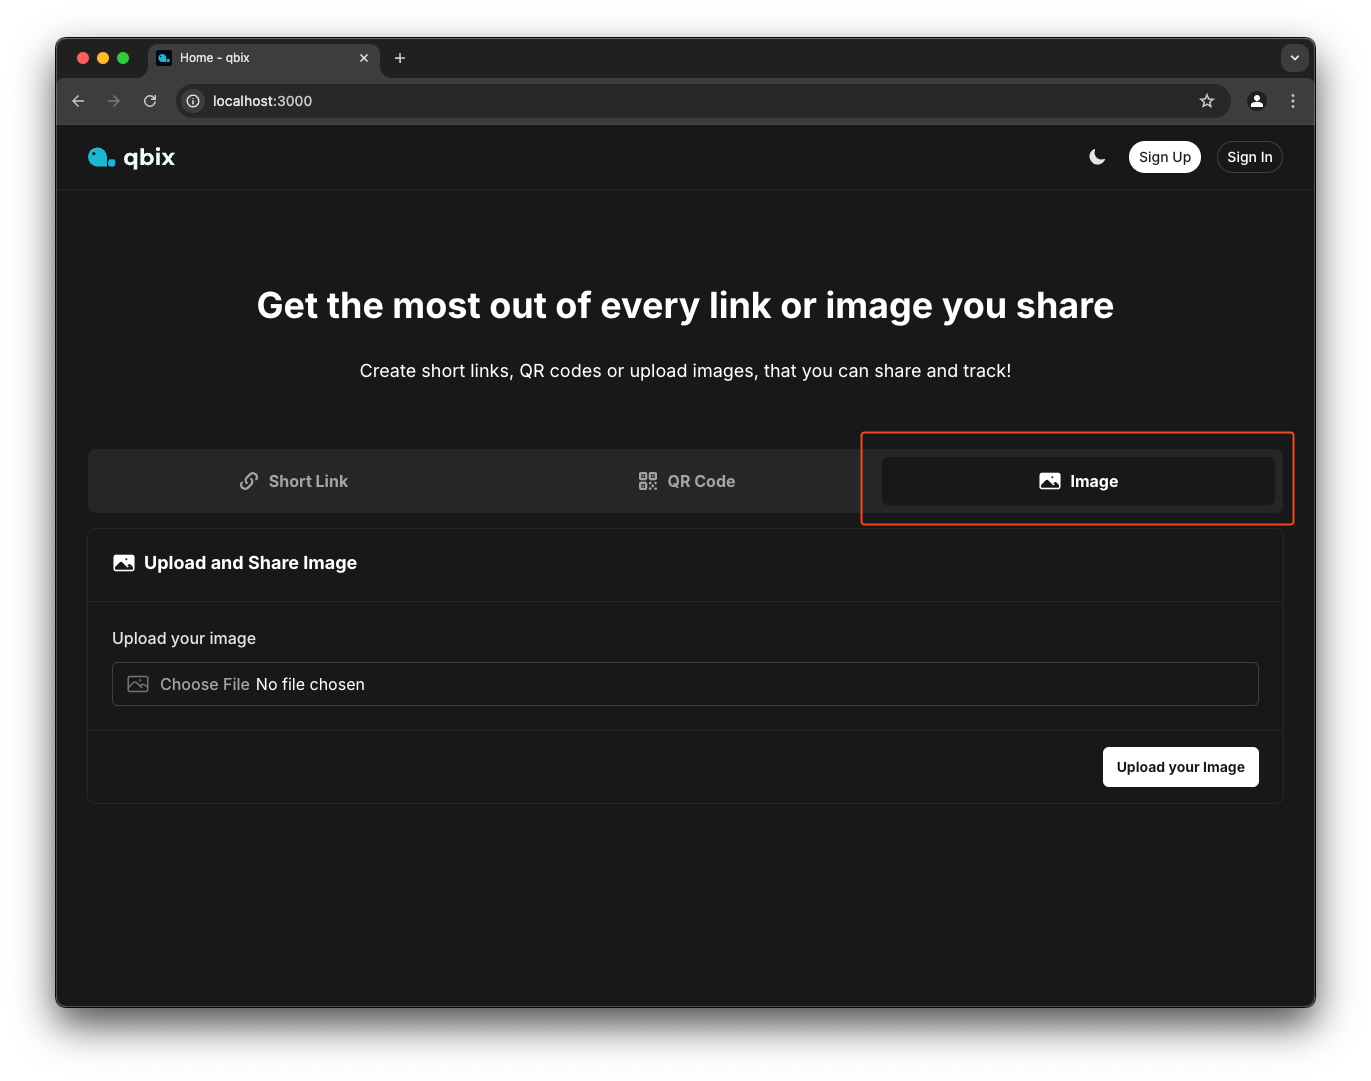 Home - qbix
localhost:3000
qbix
Sign Up
Sign In
Get the most out of every link or image you share
Create short links, QR codes or upload images, that you can share and track!
Short Link
QR Code
Image
Upload and Share Image
Upload your image
Choose File No file chosen
Upload your Image